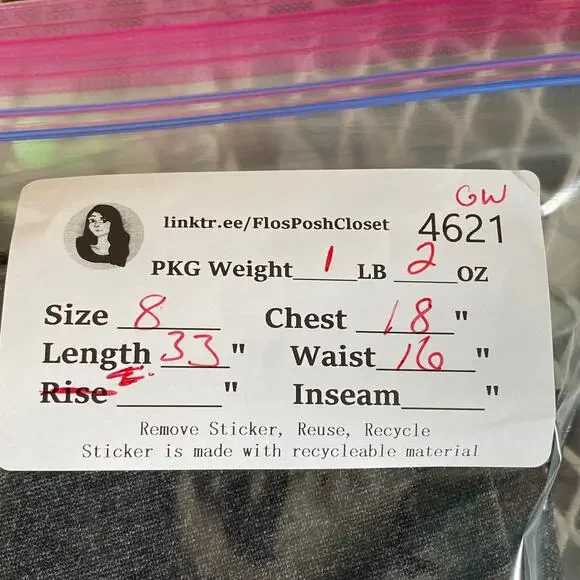 GW
linktr.ee/FlosPoshCloset 4621
PKG Weight 1 LB 2 OZ
Size 8 Chest 18 "
Length 33 " Waist 16 "
Rise " Inseam "
Remove Sticker, Reuse, Recycle
Sticker is made with recycleable material